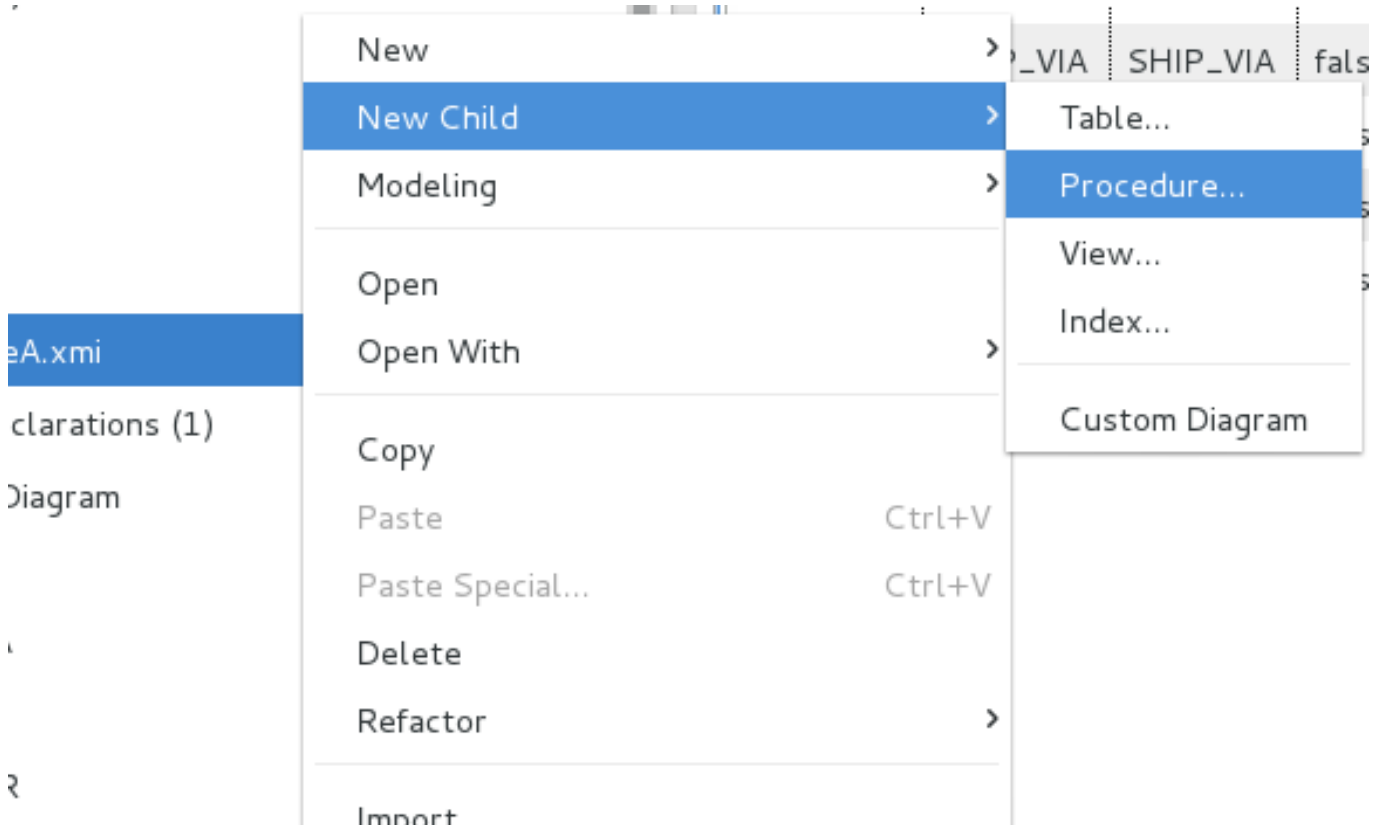 New
New Child
Modeling
Open
Open With
Copy
Paste Ctrl+V
Paste Special... Ctrl+V
Delete
Refactor
Import
Table...
Procedure...
View...
Index...
Custom Diagram
_VIA SHIP_VIA fals
eA.xmi
clarations (1)
Diagram
R